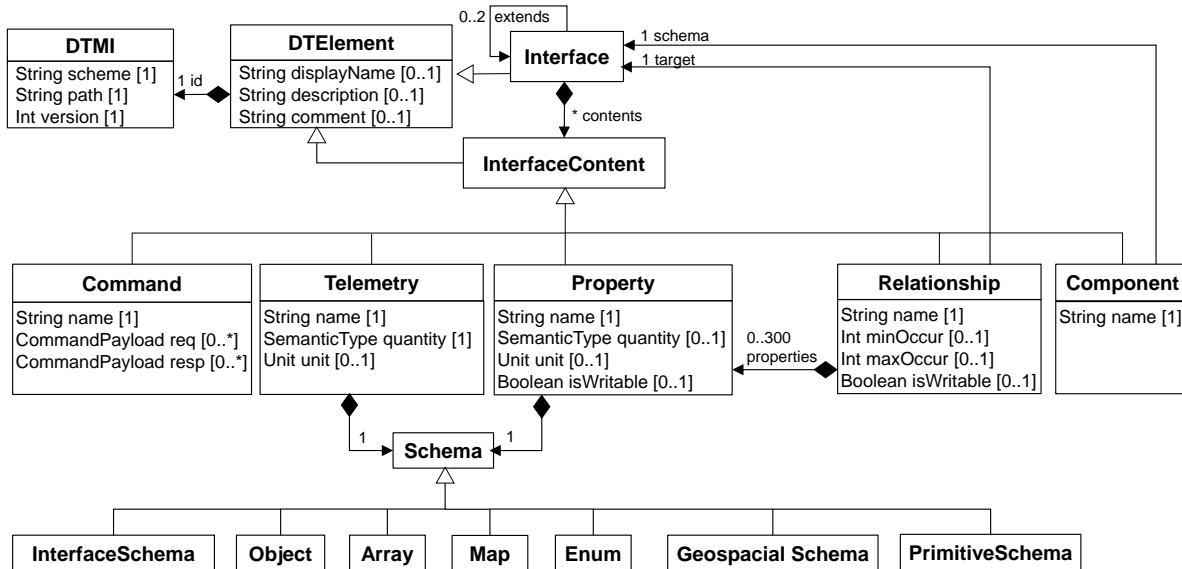 0..2 extends
DTMI
String scheme [1]
String path [1]
Int version [1]
1 id
DTElement
String displayName [0..1]
String description [0..1]
String comment [0..1]
Interface
1 schema
1 target
* contents
InterfaceContent
Command
String name [1]
CommandPayload req [0..*]
CommandPayload resp [0..*]
Telemetry
String name [1]
SemanticType quantity [1]
Unit unit [0..1]
Property
String name [1]
SemanticType quantity [0..1]
Unit unit [0..1]
Boolean isWritable [0..1]
0..300
properties
Relationship
String name [1]
Int minOccur [0..1]
Int maxOccur [0..1]
Boolean isWritable [0..1]
Component
String name [1]
1
Schema
1
InterfaceSchema
Object
Array
Map
Enum
Geospacial Schema
PrimitiveSchema